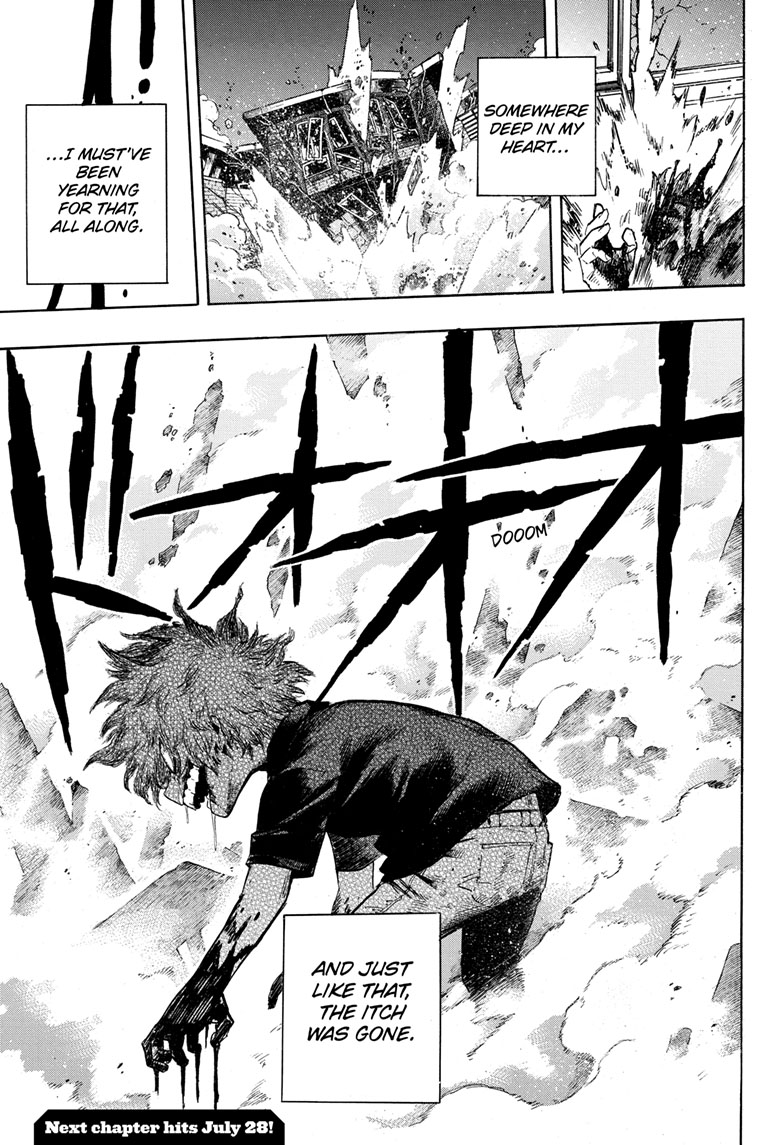 SOMEWHERE
DEEP IN MY
HEART...
...I MUST'VE
BEEN
YEARNING
FOR THAT,
ALL ALONG.
ドオオオ
DOOOM
AND JUST
LIKE THAT,
THE ITCH
WAS GONE.
Next chapter hits July 28!